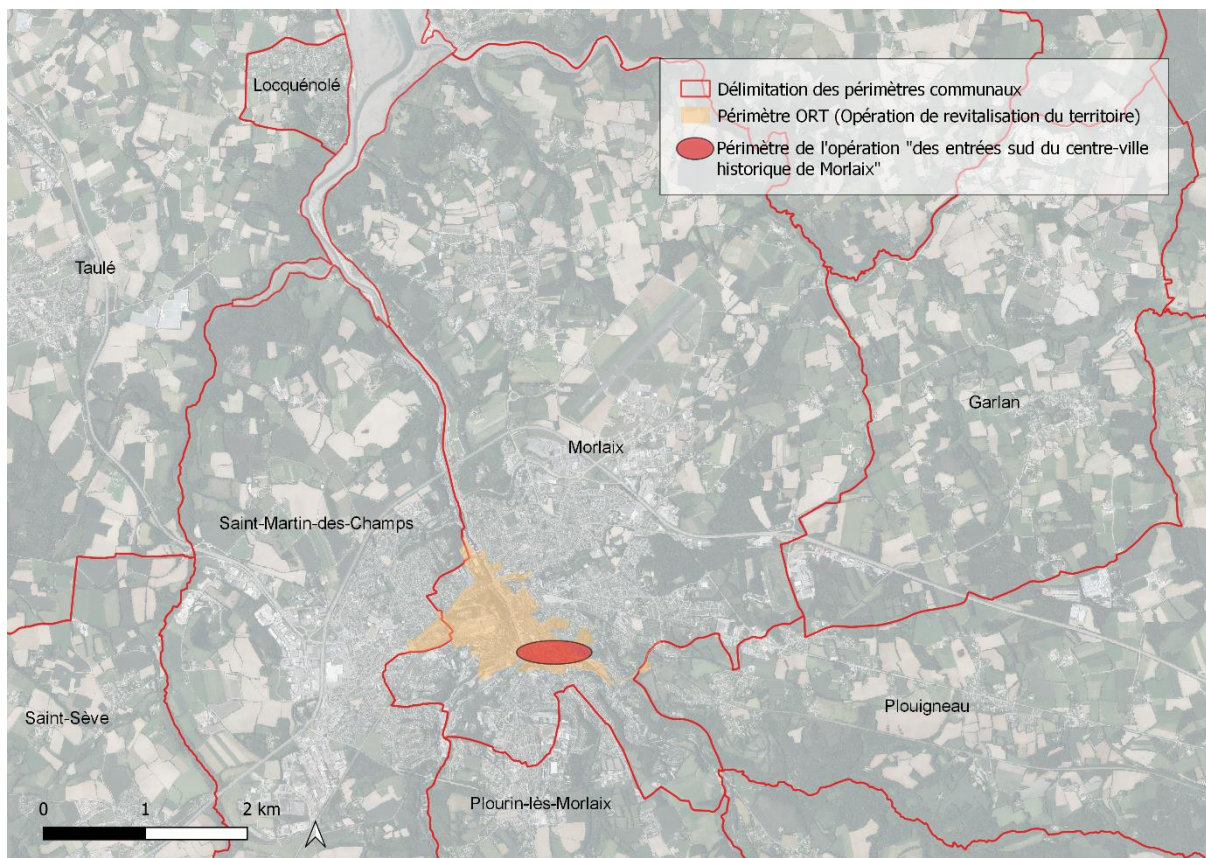 Locquénolé
Délimitation des périmètres communaux
Périmètre ORT (Opération de revitalisation du territoire)
Périmètre de l'opération "des entrées sud du centre-ville
historique de Morlaix"
Taulé
Garlan
Morlaix
Saint-Martin-des-Champs
Saint-Sève
Plouigneau
Plourin-lès-Morlaix
0 1 2 km